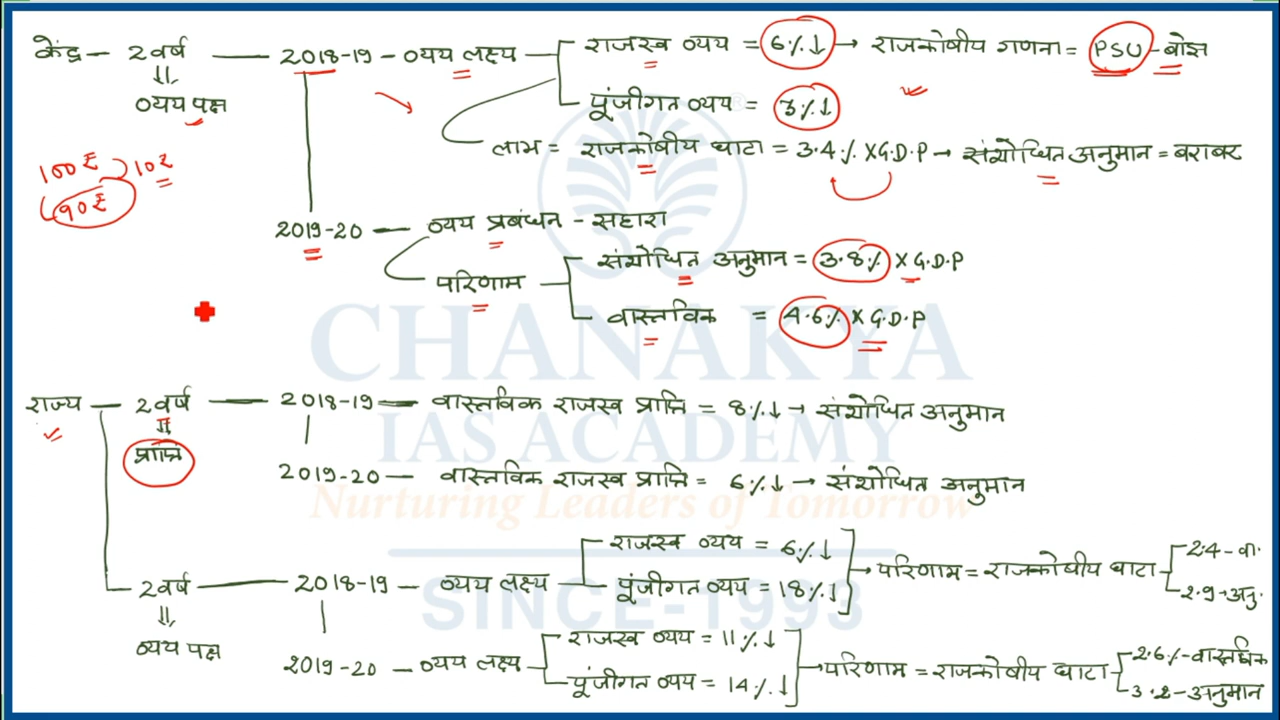 केंद्र — 2 वर्ष — 2018-19 - व्यय लक्ष्य — राजस्व व्यय = 6%↓ → राजकोषीय गणना = PSU - बोझ
व्यय पक्ष
पूंजीगत व्यय = 3%↓
100₹ 10₹
90₹
लाभ = राजकोषीय घाटा = 3.4% X G.D.P → संशोधित अनुमान = बराबर
2019-20 — व्यय प्रबंधन - सहारा
परिणाम — संशोधित अनुमान = 3.8% X G.D.P
वास्तविक = 4.6% X G.D.P
CHANAKYA
राज्य — 2 वर्ष — 2018-19 — वास्तविक राजस्व प्राप्ति = 8%↓ → संशोधित अनुमान
प्राप्ति
IAS ACADEMY
2019-20 — वास्तविक राजस्व प्राप्ति = 6%↓ → संशोधित अनुमान
Nurturing Leaders of Tomorrow
राजस्व व्यय = 6%↓
2 वर्ष — 2018-19 — व्यय लक्ष्य — पूंजीगत व्यय = 18%↓ → परिणाम = राजकोषीय घाटा
2.4 - वा.
2.9 → अनु.
SINCE-1993
व्यय पक्ष
2019-20 — व्यय लक्ष्य — राजस्व व्यय = 11%↓
पूंजीगत व्यय = 14%↓ → परिणाम = राजकोषीय घाटा
2.6% - वास्तविक
3.2 - अनुमान